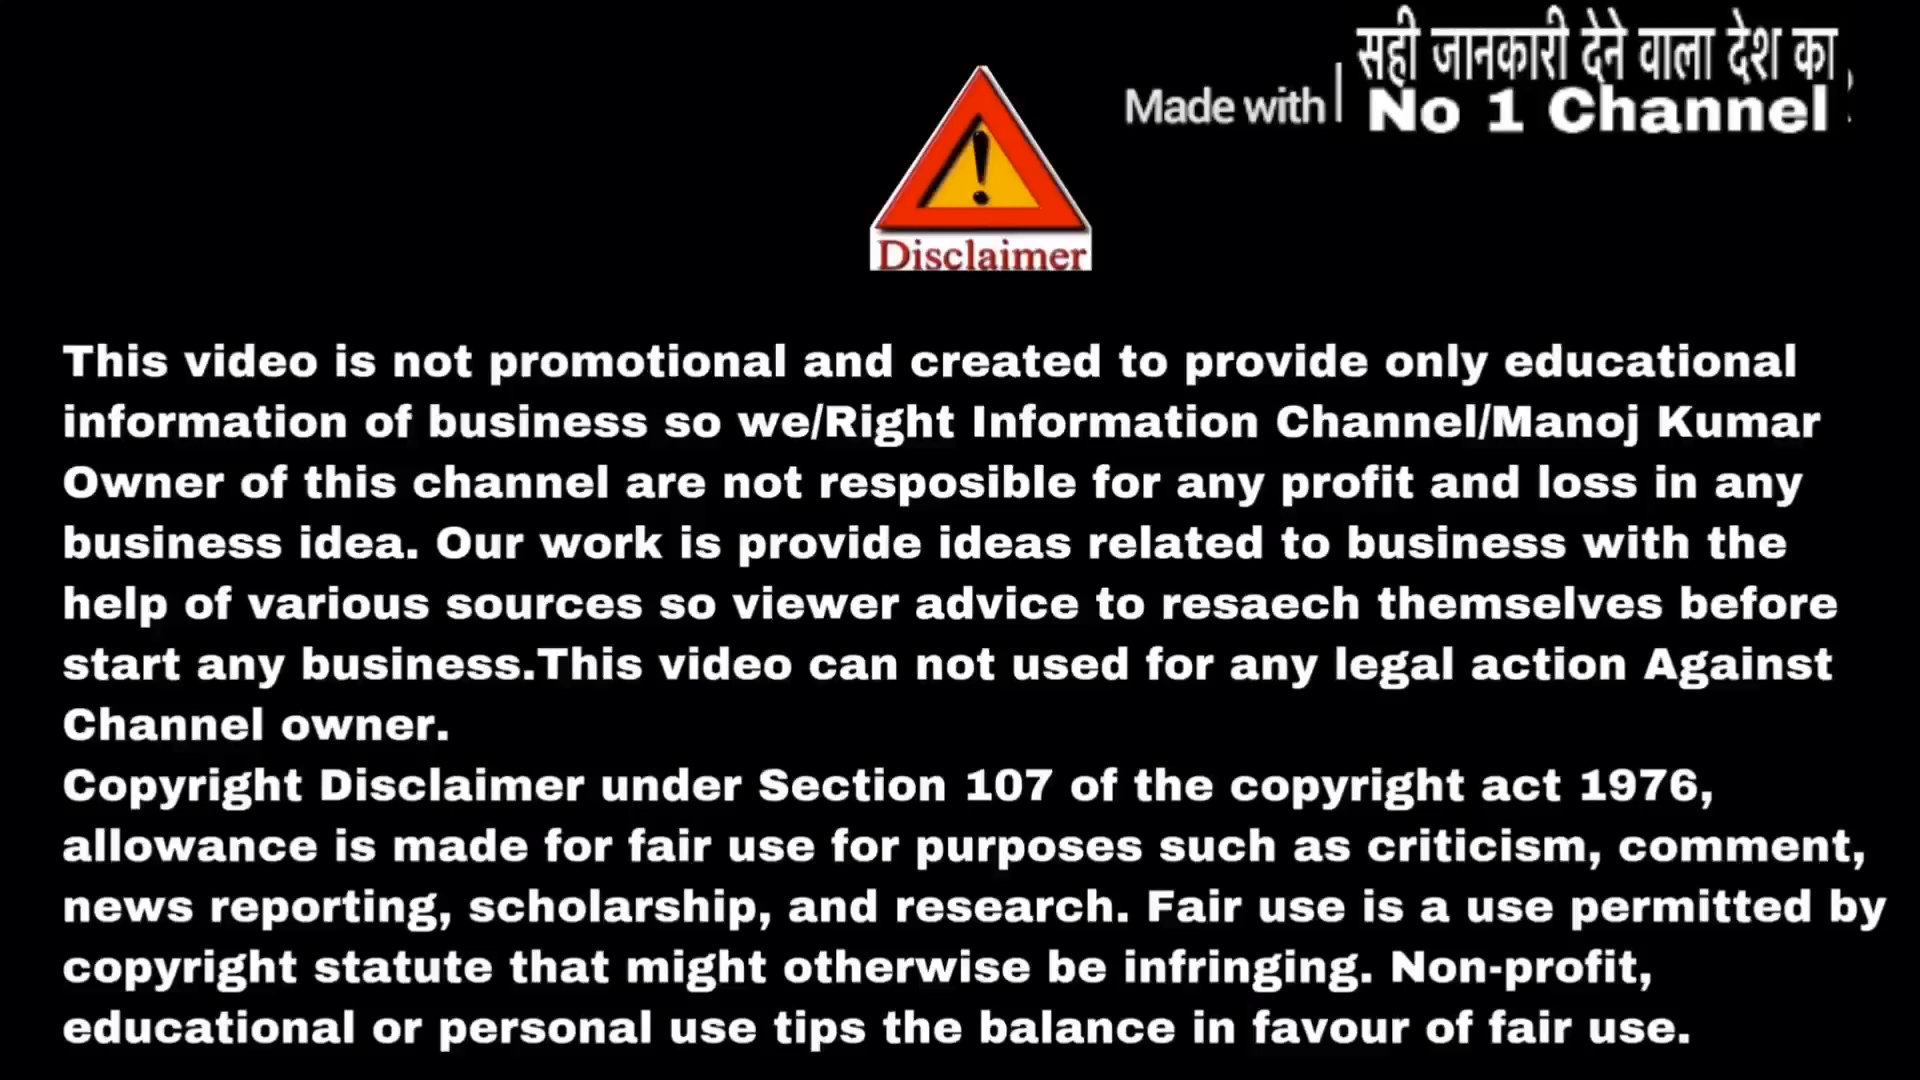 सही जानकारी देने वाला देश का
Made with
No 1 Channel
Disclaimer
This video is not promotional and created to provide only educational
information of business so we/Right Information Channel/Manoj Kumar
Owner of this channel are not resposible for any profit and loss in any
business idea. Our work is provide ideas related to business with the
help of various sources so viewer advice to resaech themselves before
start any business.This video can not used for any legal action Against
Channel owner.
Copyright Disclaimer under Section 107 of the copyright act 1976,
allowance is made for fair use for purposes such as criticism, comment,
news reporting, scholarship, and research. Fair use is a use permitted by
copyright statute that might otherwise be infringing. Non-profit,
educational or personal use tips the balance in favour of fair use.